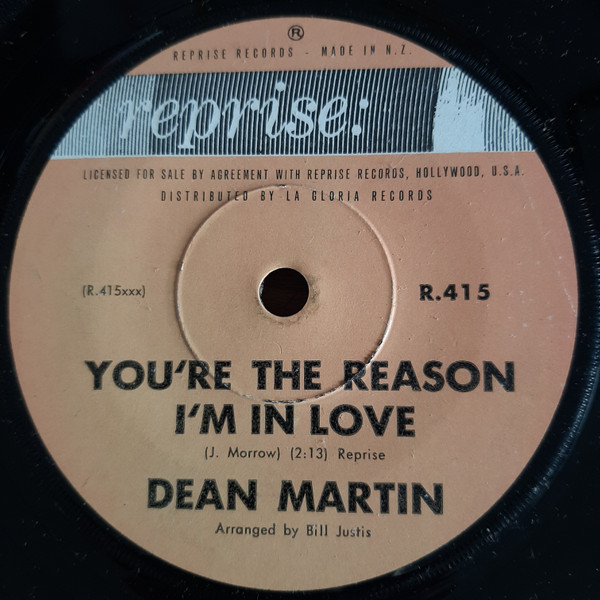 ®
REPRISE RECORDS - MADE IN N.Z.
reprise:
LICENSED FOR SALE BY AGREEMENT WITH REPRISE RECORDS, HOLLYWOOD, U.S.A.
DISTRIBUTED BY LA GLORIA RECORDS
(R.415xxx) R.415
YOU'RE THE REASON
I'M IN LOVE
(J. Morrow) (2:13) Reprise
DEAN MARTIN
Arranged by Bill Justis